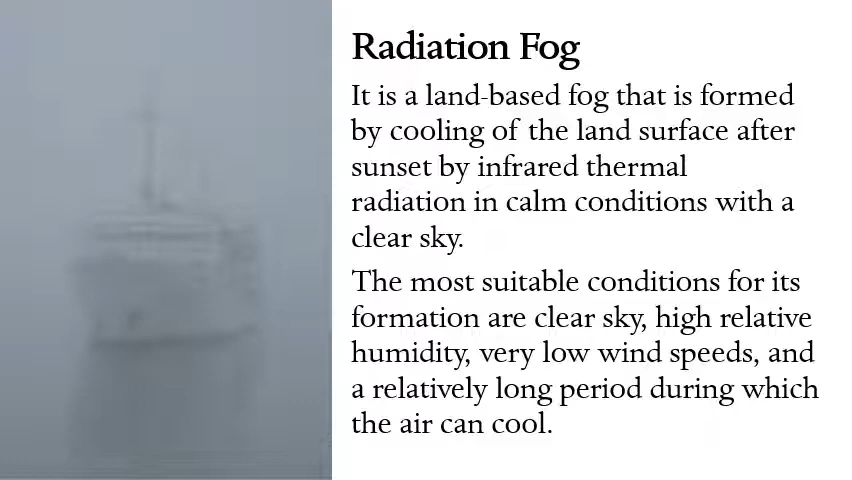 Radiation Fog
It is a land-based fog that is formed
by cooling of the land surface after
sunset by infrared thermal
radiation in calm conditions with a
clear sky.
The most suitable conditions for its
formation are clear sky, high relative
humidity, very low wind speeds, and
a relatively long period during which
the air can cool.